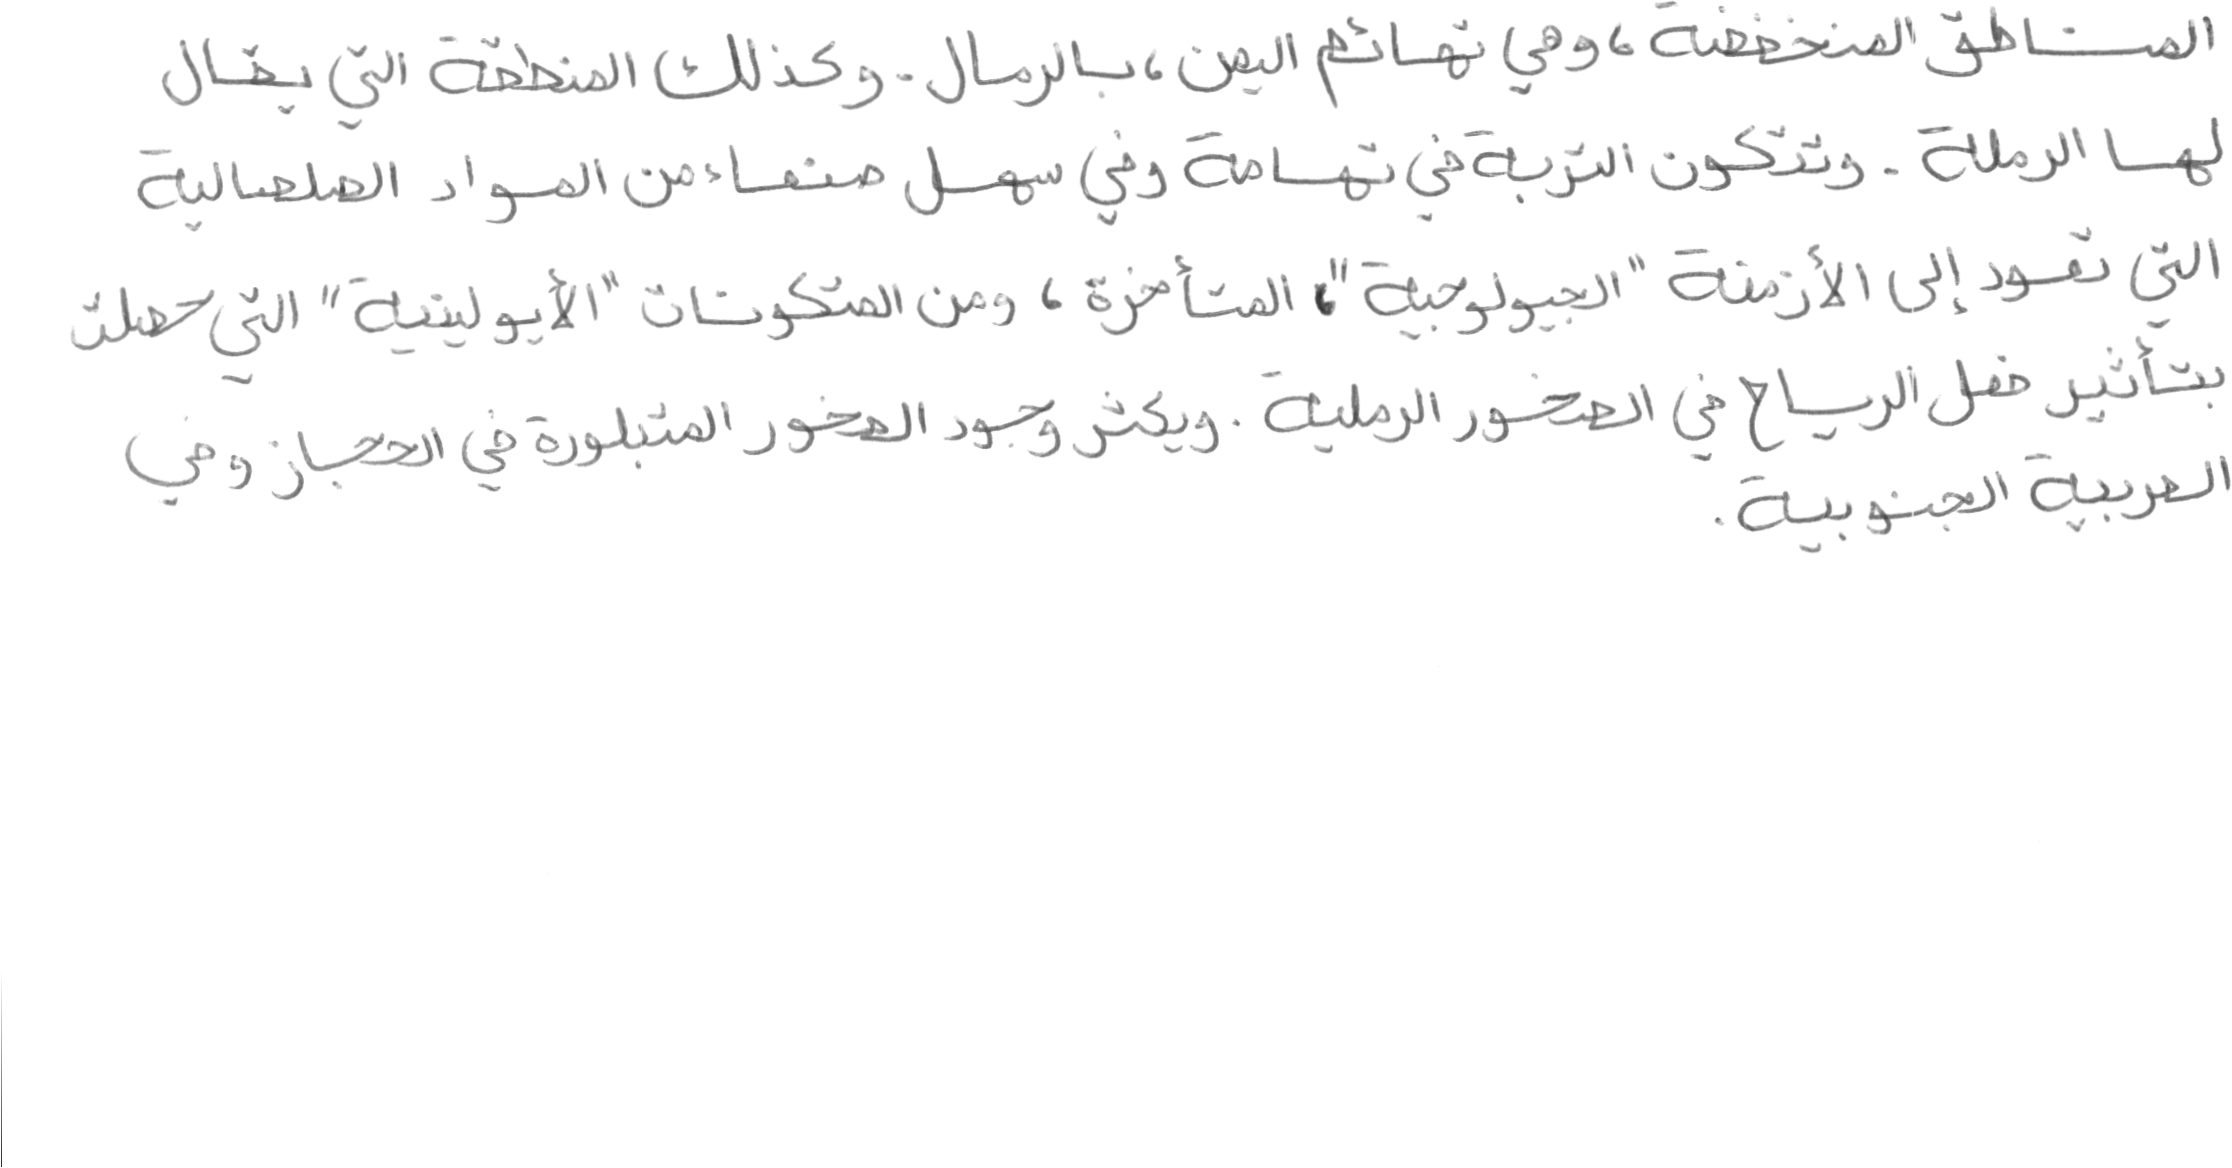 المناطق المنخفضة، وهي تهائم اليمن، بالرمال. وكذلك المنطقة التي يقال
لها الرملة. وتتكون التربة في تهامة وفي سهل صنعاء من المواد الصلصالية
التي تعود إلى الأزمنة "الجيولوجية"، المتأخرة، ومن المتكونات "الأيولينية" التي حصلت
بتأثير فعل الرياح في الصخور الرملية. ويكثر وجود الصخور المتبلورة في الحجاز وفي
العربية الجنوبية.